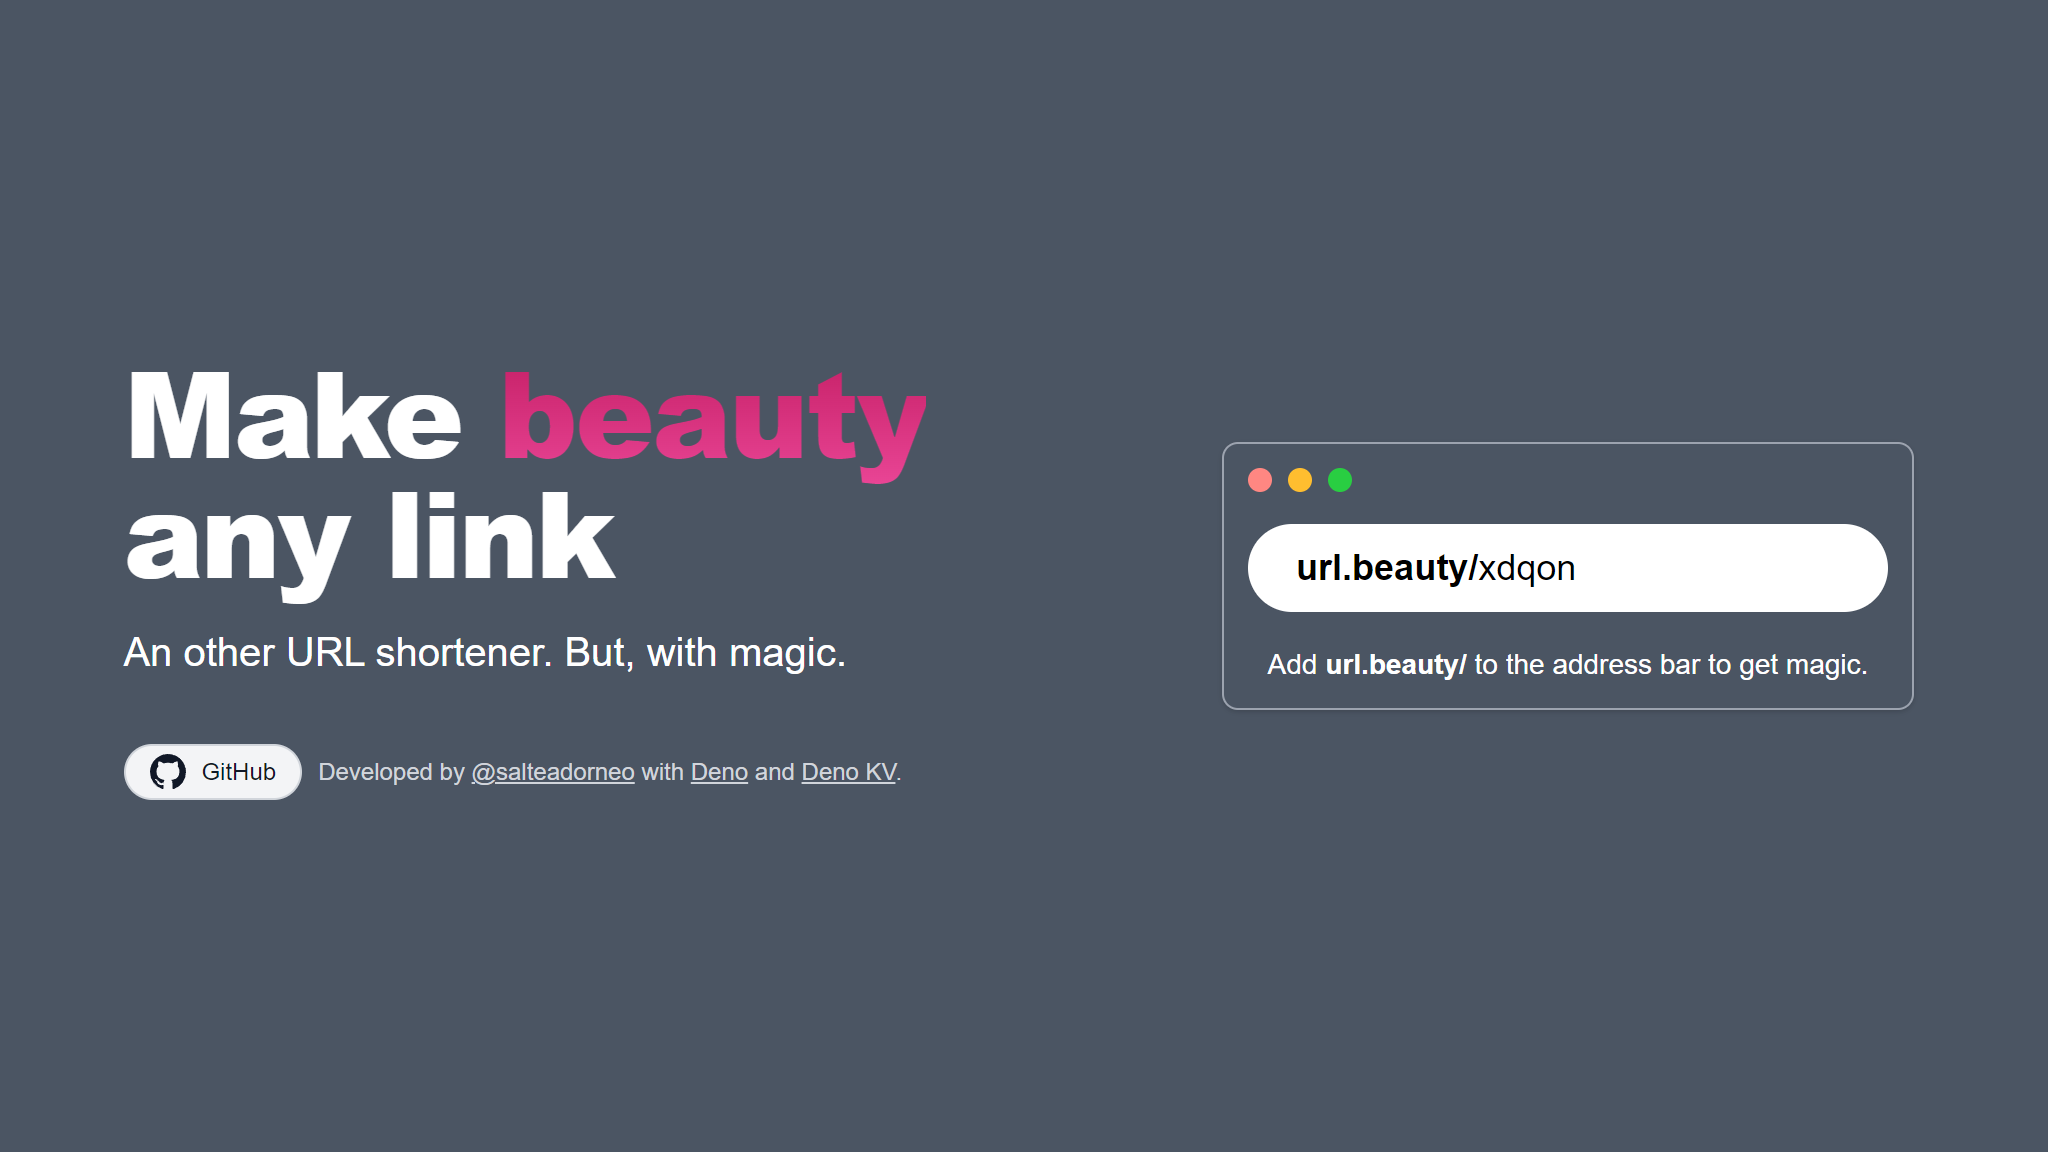 Make beauty
any link
An other URL shortener. But, with magic.
GitHub
Developed by @salteadorneo with Deno and Deno KV.
url.beauty/xdqon
Add url.beauty/ to the address bar to get magic.